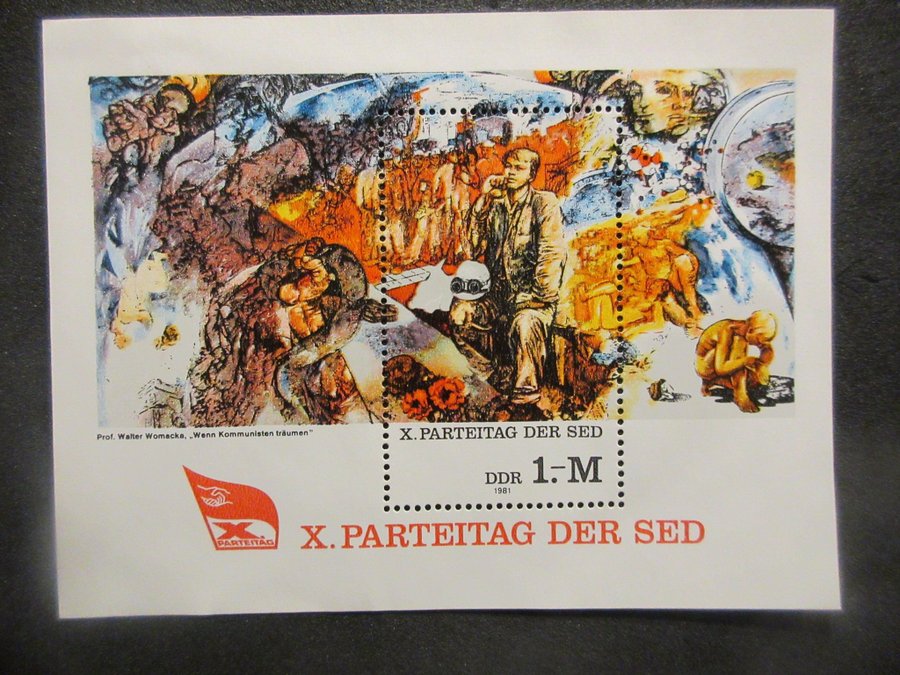 Prof. Walter Womacka, „Wenn Kommunisten träumen"
X. PARTEITAG DER SED
DDR 1.–M
1981
X.
PARTEITAG
X. PARTEITAG DER SED